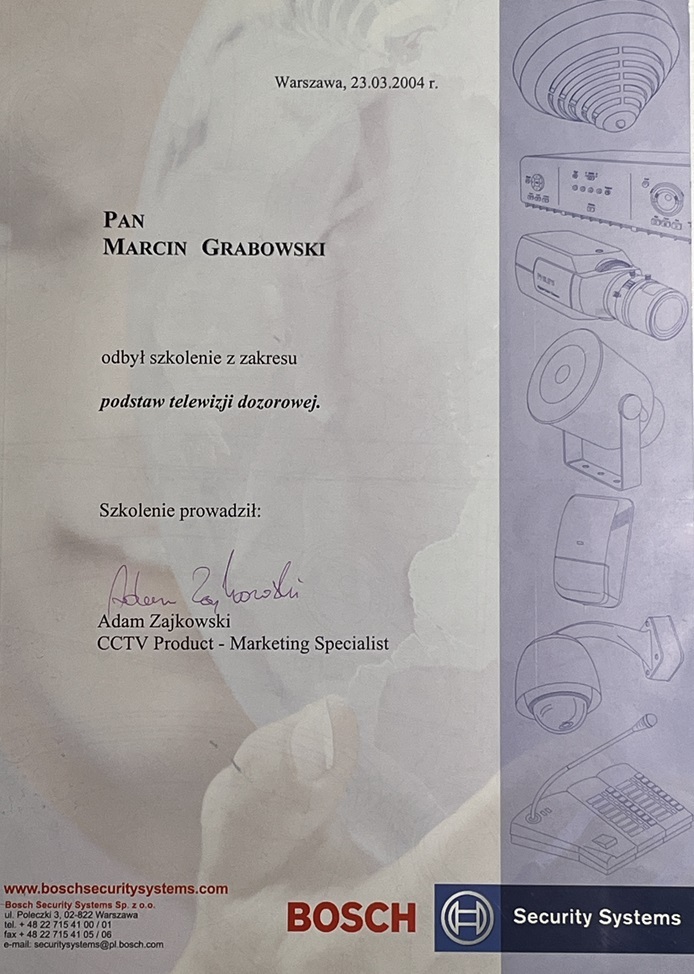 Warszawa, 23.03.2004 r.
PAN
MARCIN GRABOWSKI
odbył szkolenie z zakresu
podstaw telewizji dozorowej.
Szkolenie prowadził:
Adam Zajkowski
Adam Zajkowski
CCTV Product - Marketing Specialist
www.boschsecuritysystems.com
Bosch Security Systems Sp. z o.o.
ul. Poleczki 3, 02-822 Warszawa
tel. + 48 22 715 41 00 / 01
fax + 48 22 715 41 05 / 06
e-mail: securitysystems@pl.bosch.com
BOSCH
Security Systems